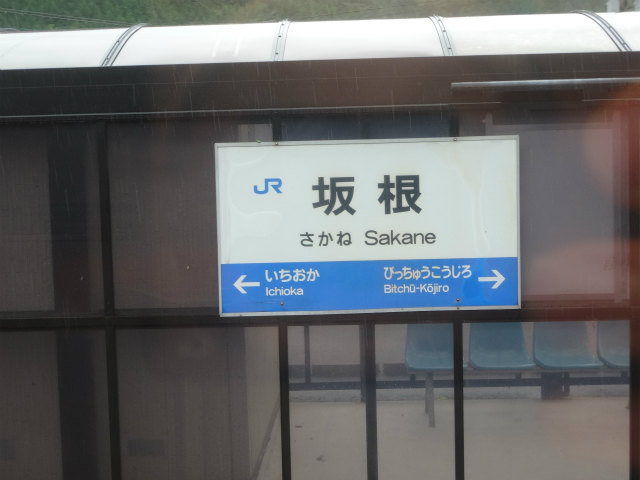 JR 坂根
さかね Sakane
← いちおか びっちゅうこうじろ →
Ichioka Bitchū-Kōjiro